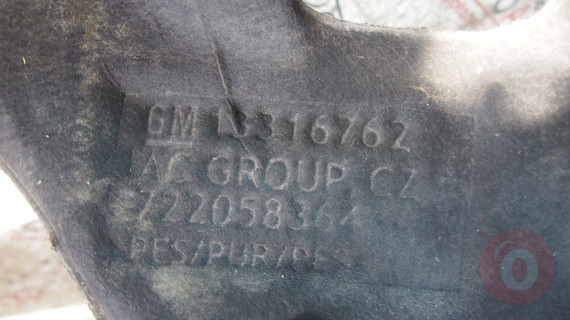 GM 13316762
AC GROUP, CZ
722058364
PES/PUR/PES